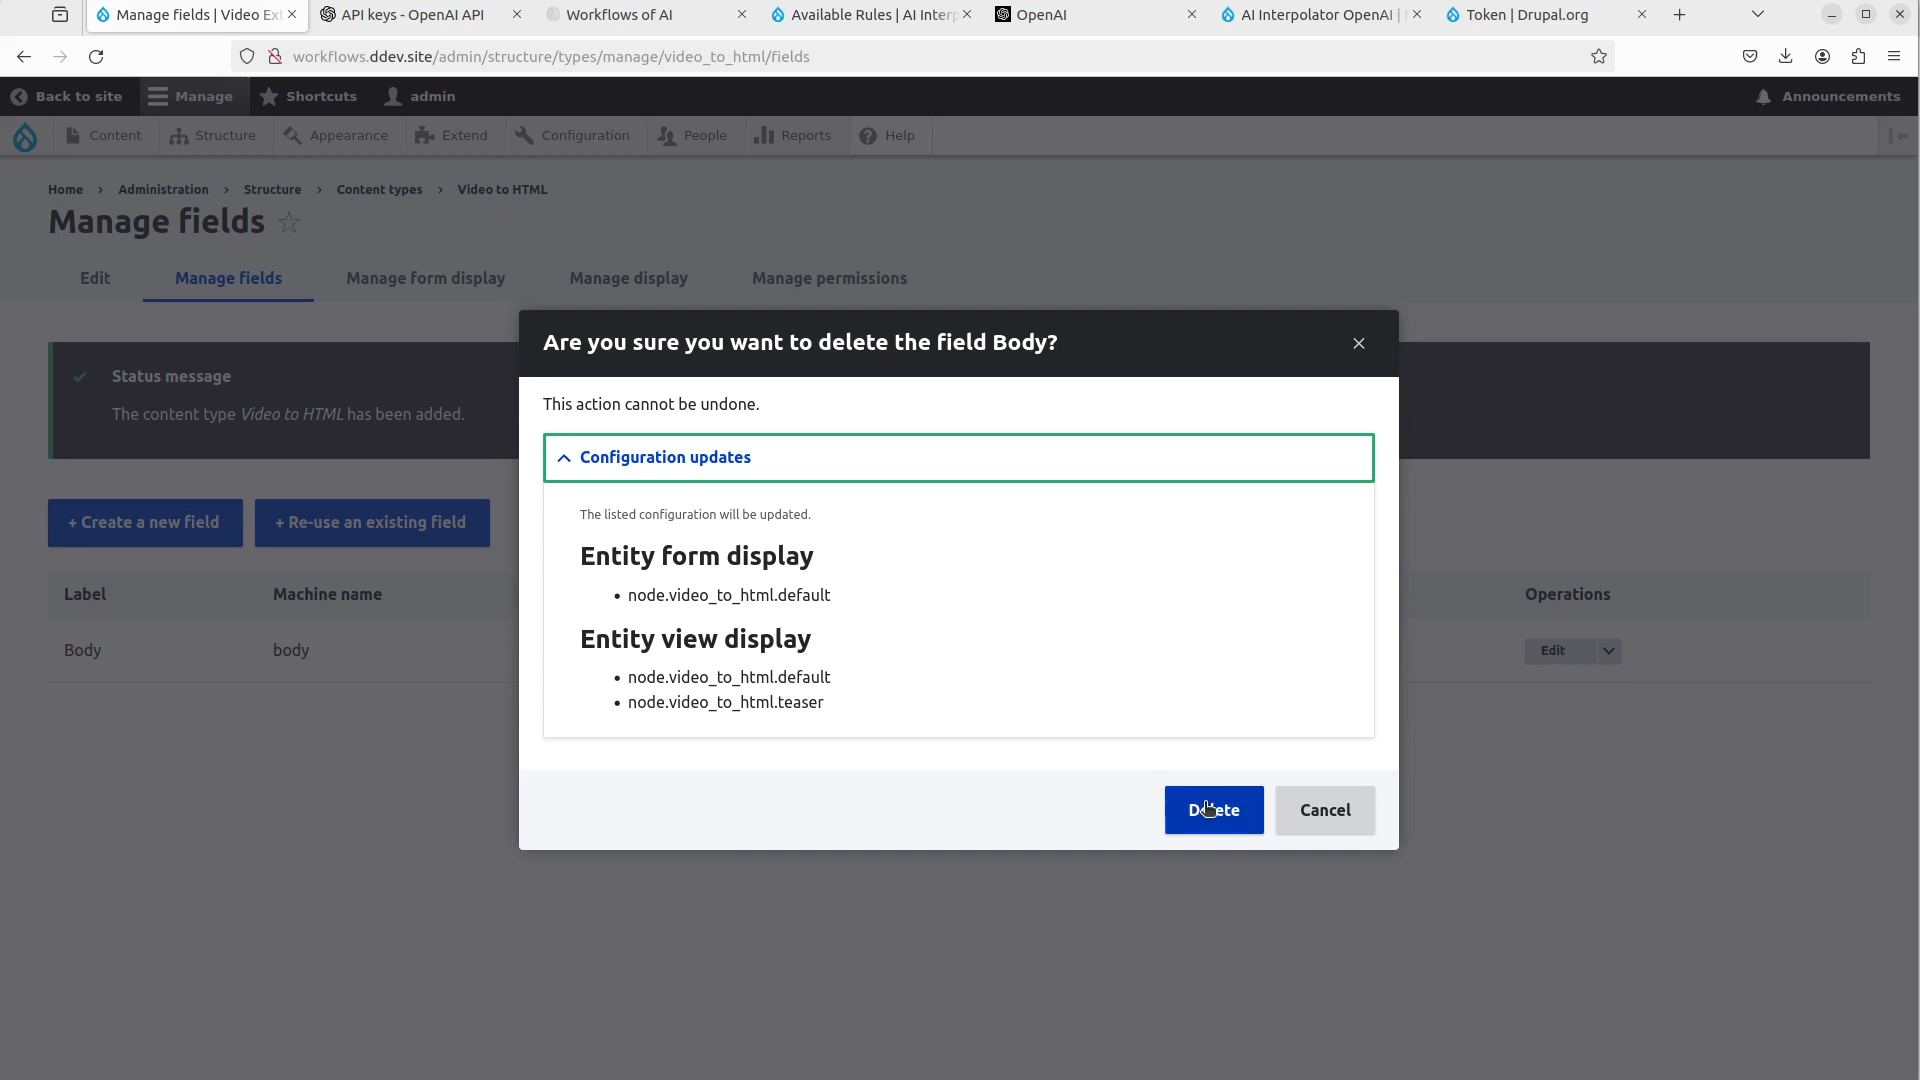 Manage fields | Video Ex
API keys - OpenAI API
Workflows of AI
Available Rules | AI Inter
OpenAI
AI Interpolator OpenAI |
Token | Drupal.org
workflows.ddev.site/admin/structure/types/manage/video_to_html/fields
Back to site
Manage
Shortcuts
admin
Announcements
Content
Structure
Appearance
Extend
Configuration
People
Reports
Help
Home › Administration › Structure › Content types › Video to HTML
Manage fields
Edit
Manage fields
Manage form display
Manage display
Manage permissions
Status message
The content type Video to HTML has been added.
+ Create a new field
+ Re-use an existing field
Label
Machine name
Operations
Body
body
Edit
Are you sure you want to delete the field Body?
This action cannot be undone.
Configuration updates
The listed configuration will be updated.
Entity form display
• node.video_to_html.default
Entity view display
• node.video_to_html.default
• node.video_to_html.teaser
Delete
Cancel